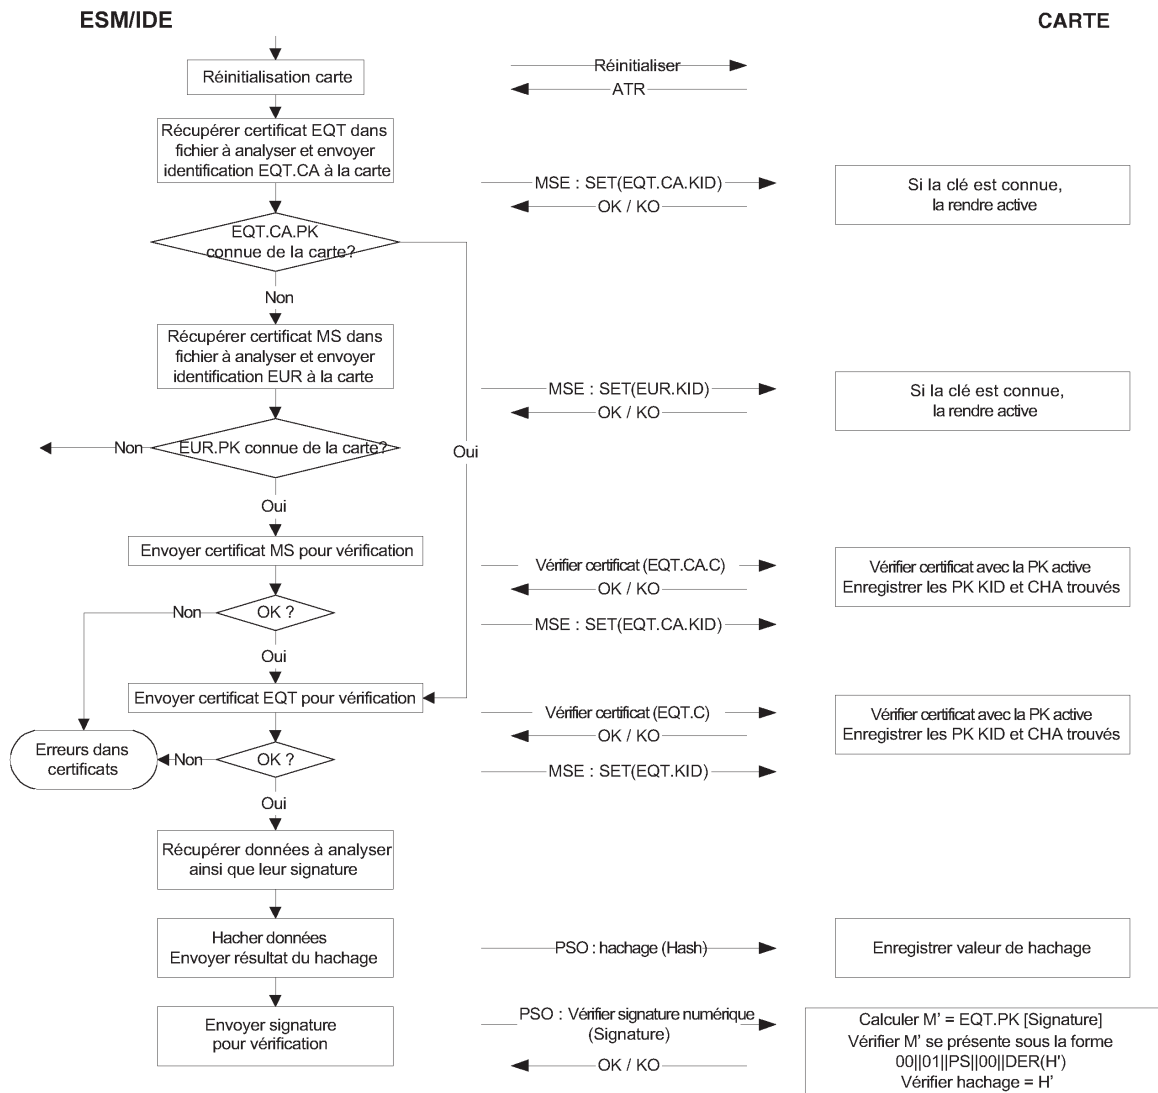 ESM/IDE
CARTE
Réinitialisation carte
Réinitialiser
ATR
Récupérer certificat EQT dans
fichier à analyser et envoyer
identification EQT.CA à la carte
MSE : SET(EQT.CA.KID)
OK / KO
Si la clé est connue,
la rendre active
EQT.CA.PK
connue de la carte?
Non
Récupérer certificat MS dans
fichier à analyser et envoyer
identification EUR à la carte
MSE : SET(EUR.KID)
OK / KO
Si la clé est connue,
la rendre active
Non
EUR.PK connue de la carte?
Oui
Oui
Envoyer certificat MS pour vérification
Vérifier certificat (EQT.CA.C)
OK / KO
Vérifier certificat avec la PK active
Enregistrer les PK KID et CHA trouvés
Non
OK ?
MSE : SET(EQT.CA.KID)
Oui
Envoyer certificat EQT pour vérification
Vérifier certificat (EQT.C)
OK / KO
Vérifier certificat avec la PK active
Enregistrer les PK KID et CHA trouvés
Erreurs dans
certificats
Non
OK ?
MSE : SET(EQT.KID)
Oui
Récupérer données à analyser
ainsi que leur signature
Hacher données
Envoyer résultat du hachage
PSO : hachage (Hash)
Enregistrer valeur de hachage
Envoyer signature
pour vérification
PSO : Vérifier signature numérique
(Signature)
OK / KO
Calculer M' = EQT.PK [Signature]
Vérifier M' se présente sous la forme
00||01||PS||00||DER(H')
Vérifier hachage = H'